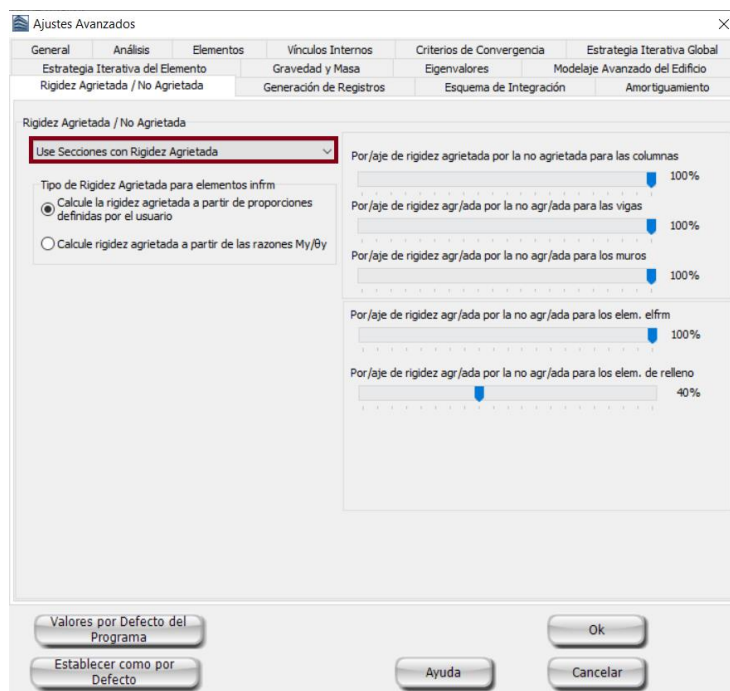 Ajustes Avanzados
General Análisis Elementos Vínculos Internos Criterios de Convergencia Estrategia Iterativa Global
Estrategia Iterativa del Elemento Gravedad y Masa Eigenvalores Modelaje Avanzado del Edificio
Rigidez Agrietada / No Agrietada Generación de Registros Esquema de Integración Amortiguamiento
Rigidez Agrietada / No Agrietada
Use Secciones con Rigidez Agrietada
Tipo de Rigidez Agrietada para elementos infrm
Calcule la rigidez agrietada a partir de proporciones
definidas por el usuario
Calcule rigidez agrietada a partir de las razones My/θy
Por/aje de rigidez agrietada por la no agrietada para las columnas
100%
Por/aje de rigidez agr/ada por la no agr/ada para las vigas
100%
Por/aje de rigidez agr/ada por la no agr/ada para los muros
100%
Por/aje de rigidez agr/ada por la no agr/ada para los elem. elfrm
100%
Por/aje de rigidez agr/ada por la no agr/ada para los elem. de relleno
40%
Valores por Defecto del
Programa
Ok
Establecer como por
Defecto
Ayuda
Cancelar